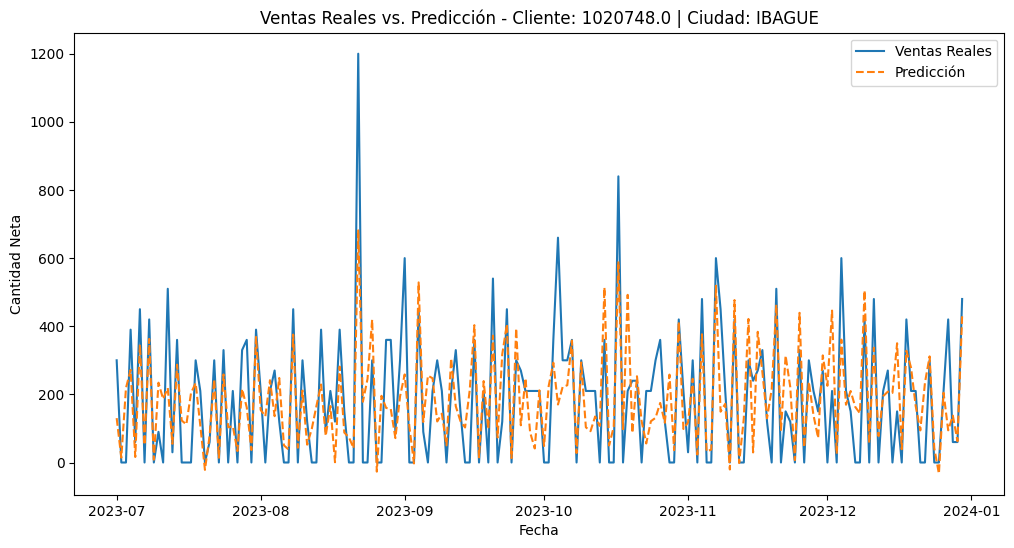 Ventas Reales vs. Predicción - Cliente: 1020748.0 | Ciudad: IBAGUE
Ventas Reales
Predicción
Cantidad Neta
1200
1000
800
600
400
200
0
2023-07
2023-08
2023-09
2023-10
2023-11
2023-12
2024-01
Fecha